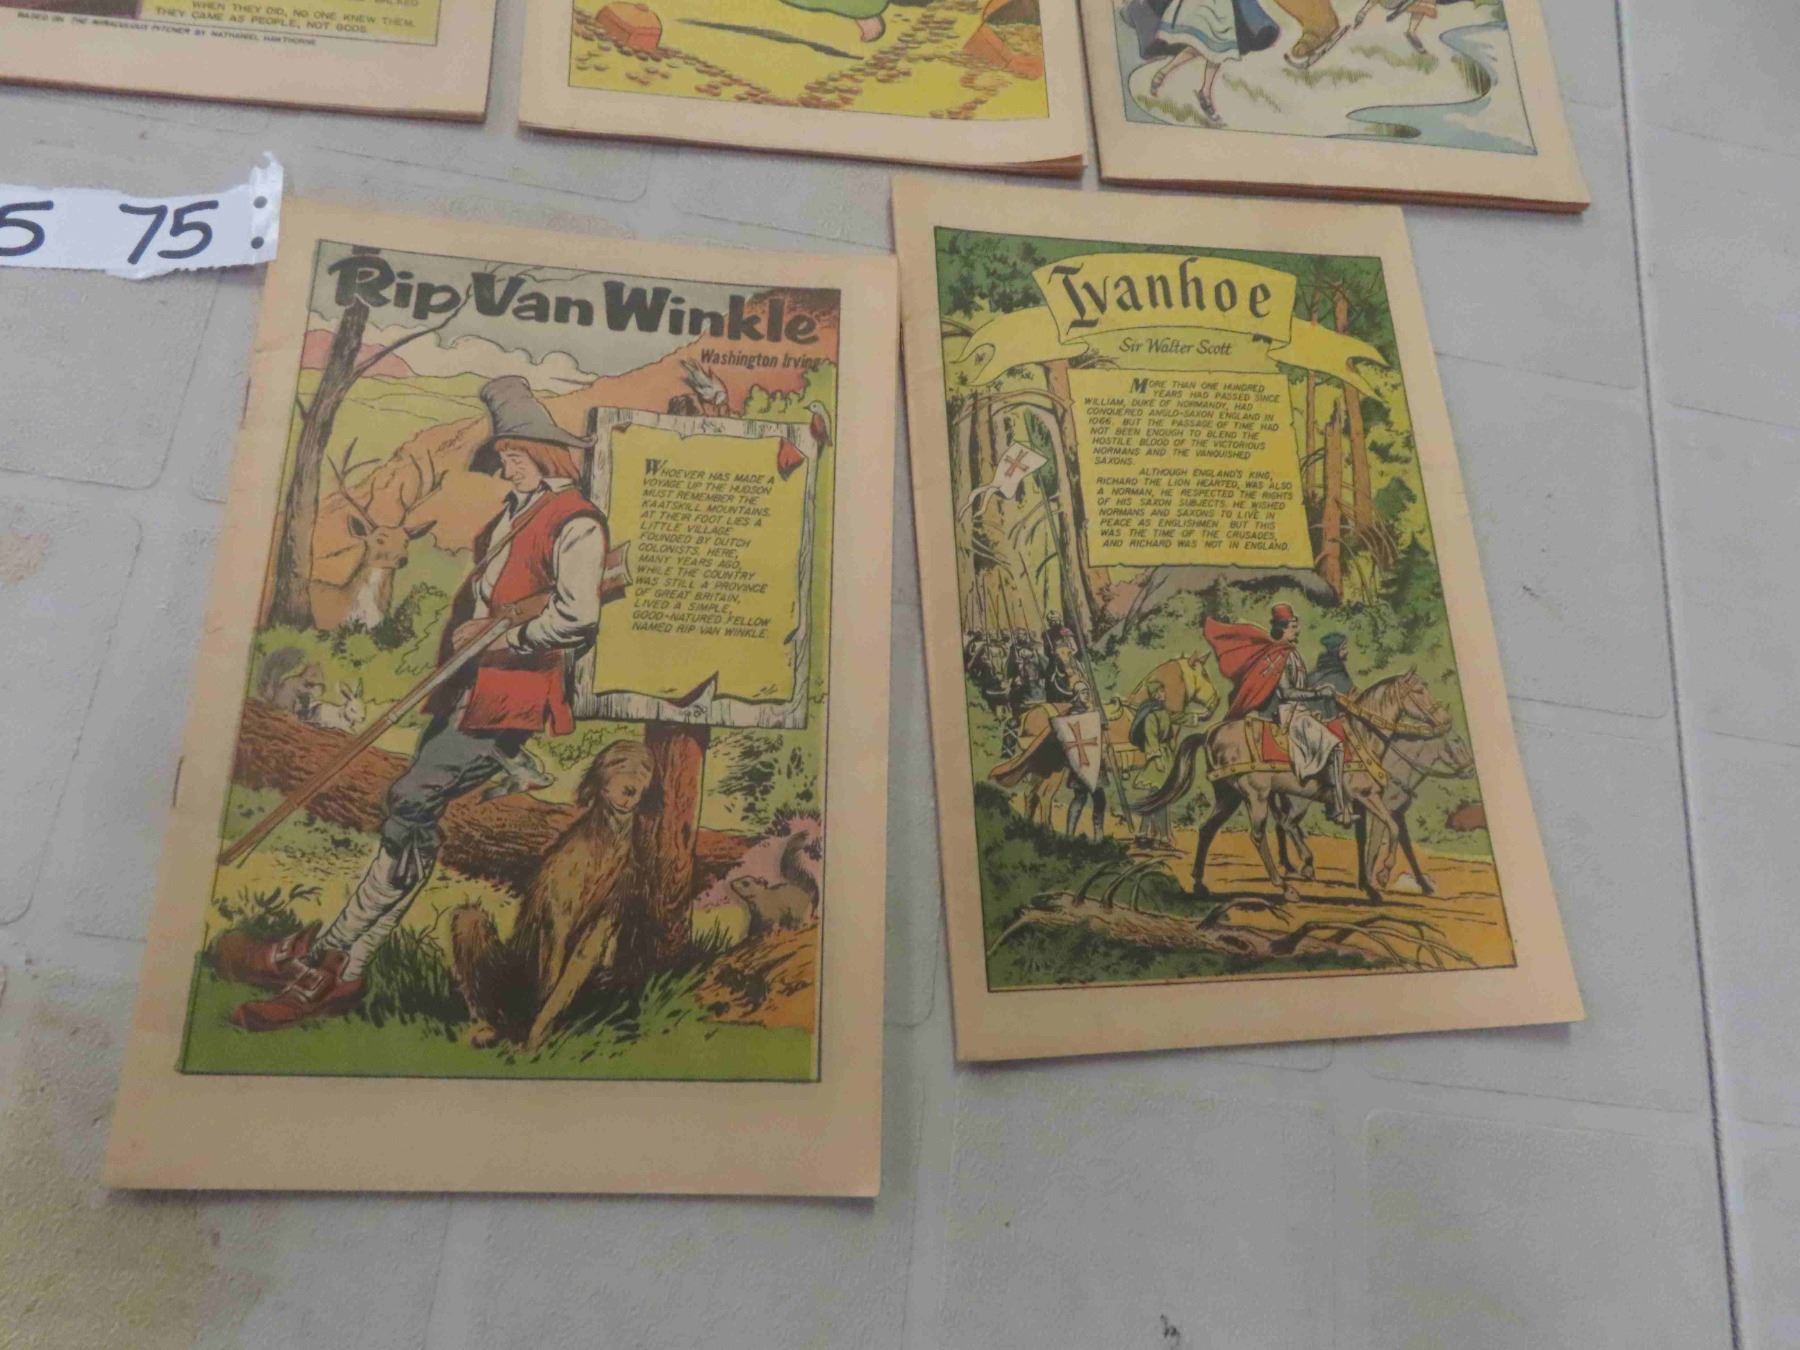 WHEN THEY DID, NO ONE KNEW THEM.
THEY CAME AS PEOPLE, NOT GODS.
BASED ON THE MIRACULOUS PITCHER BY NATHANIEL HAWTHORNE
5 75:
Rip Van Winkle
Washington Irving
WHOEVER HAS MADE A
VOYAGE UP THE HUDSON
MUST REMEMBER THE
KAATSKILL MOUNTAINS.
AT THEIR FOOT LIES A
LITTLE VILLAGE
FOUNDED BY DUTCH
COLONISTS. HERE,
MANY YEARS AGO,
WHILE THE COUNTRY
WAS STILL A PROVINCE
OF GREAT BRITAIN,
LIVED A SIMPLE,
GOOD-NATURED FELLOW
NAMED RIP VAN WINKLE.
Ivanhoe
Sir Walter Scott
MORE THAN ONE HUNDRED
YEARS HAD PASSED SINCE
WILLIAM, DUKE OF NORMANDY, HAD
CONQUERED ANGLO-SAXON ENGLAND IN
1066. BUT THE PASSAGE OF TIME HAD
NOT BEEN ENOUGH TO BLEND THE
HOSTILE BLOOD OF THE VICTORIOUS
NORMANS AND THE VANQUISHED
SAXONS.
ALTHOUGH ENGLAND'S KING,
RICHARD THE LION HEARTED, WAS ALSO
A NORMAN, HE RESPECTED THE RIGHTS
OF HIS SAXON SUBJECTS. HE WISHED
NORMANS AND SAXONS TO LIVE IN
PEACE AS ENGLISHMEN. BUT THIS
WAS THE TIME OF THE CRUSADES,
AND RICHARD WAS NOT IN ENGLAND.